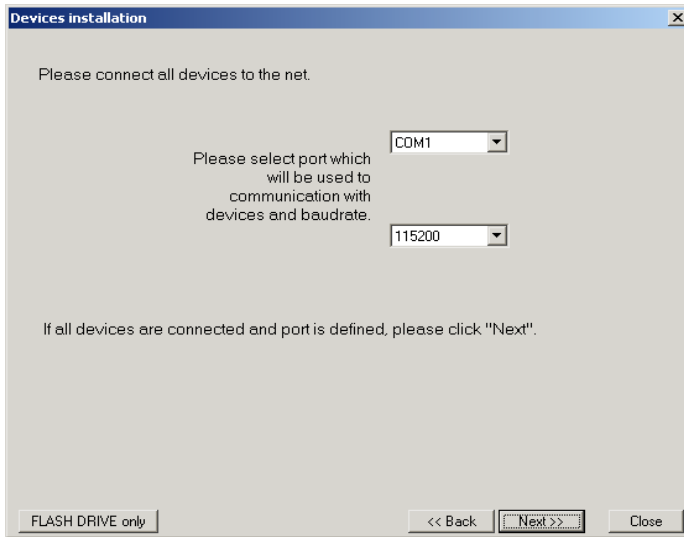 Devices installation
Please connect all devices to the net.
COM1
Please select port which
will be used to
communication with
devices and baudrate.
115200
If all devices are connected and port is defined, please click "Next".
FLASH DRIVE only
<< Back
Next >>
Close